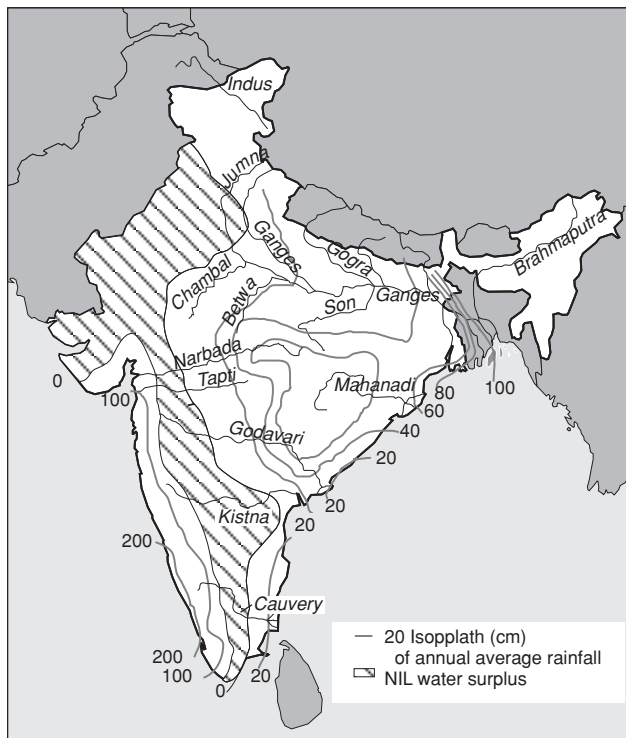 Indus
Jumna
Ganges
Gogra
Brahmaputra
Chambal
Betwa
Son
Ganges
Narbada
Tapti
Mahanadi
0
100
80
100
60
Godavari
40
20
20
20
Kistna
200
Cauvery
200
100
0
20
20 Isopplath (cm)
of annual average rainfall
NIL water surplus